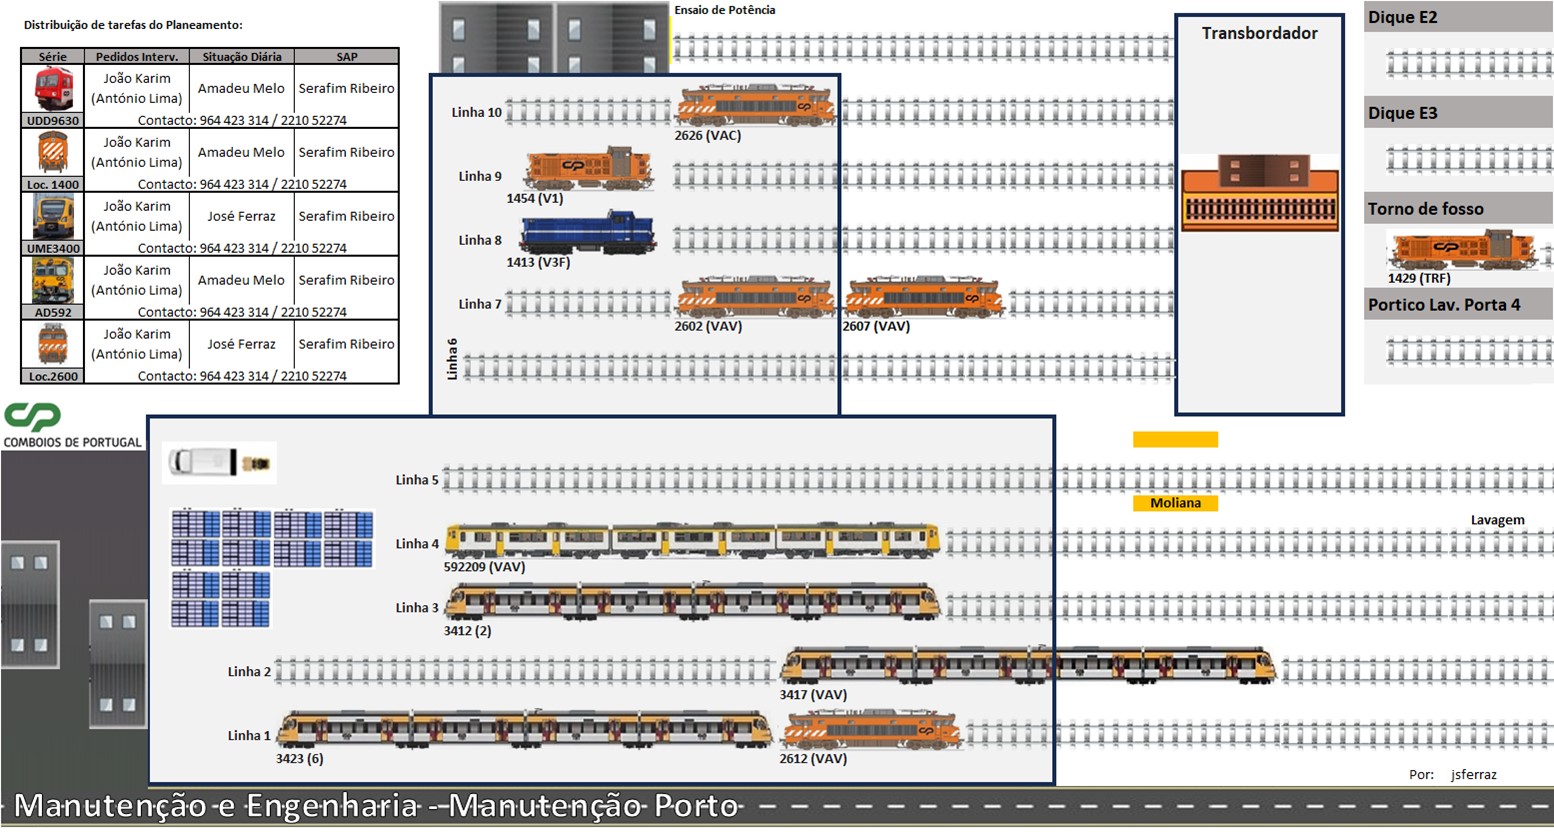 Distribuição de tarefas do Planeamento:
Série Pedidos Interv. Situação Diária SAP
UDD9630 João Karim (António Lima) Amadeu Melo Serafim Ribeiro
Contacto: 964 423 314 / 2210 52274
Loc. 1400 João Karim (António Lima) Amadeu Melo Serafim Ribeiro
Contacto: 964 423 314 / 2210 52274
UME3400 João Karim (António Lima) José Ferraz Serafim Ribeiro
Contacto: 964 423 314 / 2210 52274
AD592 João Karim (António Lima) Amadeu Melo Serafim Ribeiro
Contacto: 964 423 314 / 2210 52274
Loc.2600 João Karim (António Lima) José Ferraz Serafim Ribeiro
Contacto: 964 423 314 / 2210 52274
CP
COMBOIOS DE PORTUGAL
Ensaio de Potência
Linha 10
2626 (VAC)
Linha 9
1454 (V1)
Linha 8
1413 (V3F)
Linha 7
2602 (VAV)
2607 (VAV)
Linha 6
Transbordador
Dique E2
Dique E3
Torno de fosso
1429 (TRF)
Portico Lav. Porta 4
Linha 5
Moliana
Lavagem
Linha 4
592209 (VAV)
Linha 3
3412 (2)
Linha 2
3417 (VAV)
Linha 1
3423 (6)
2612 (VAV)
Por: jsferraz
Manutenção e Engenharia - Manutenção Porto